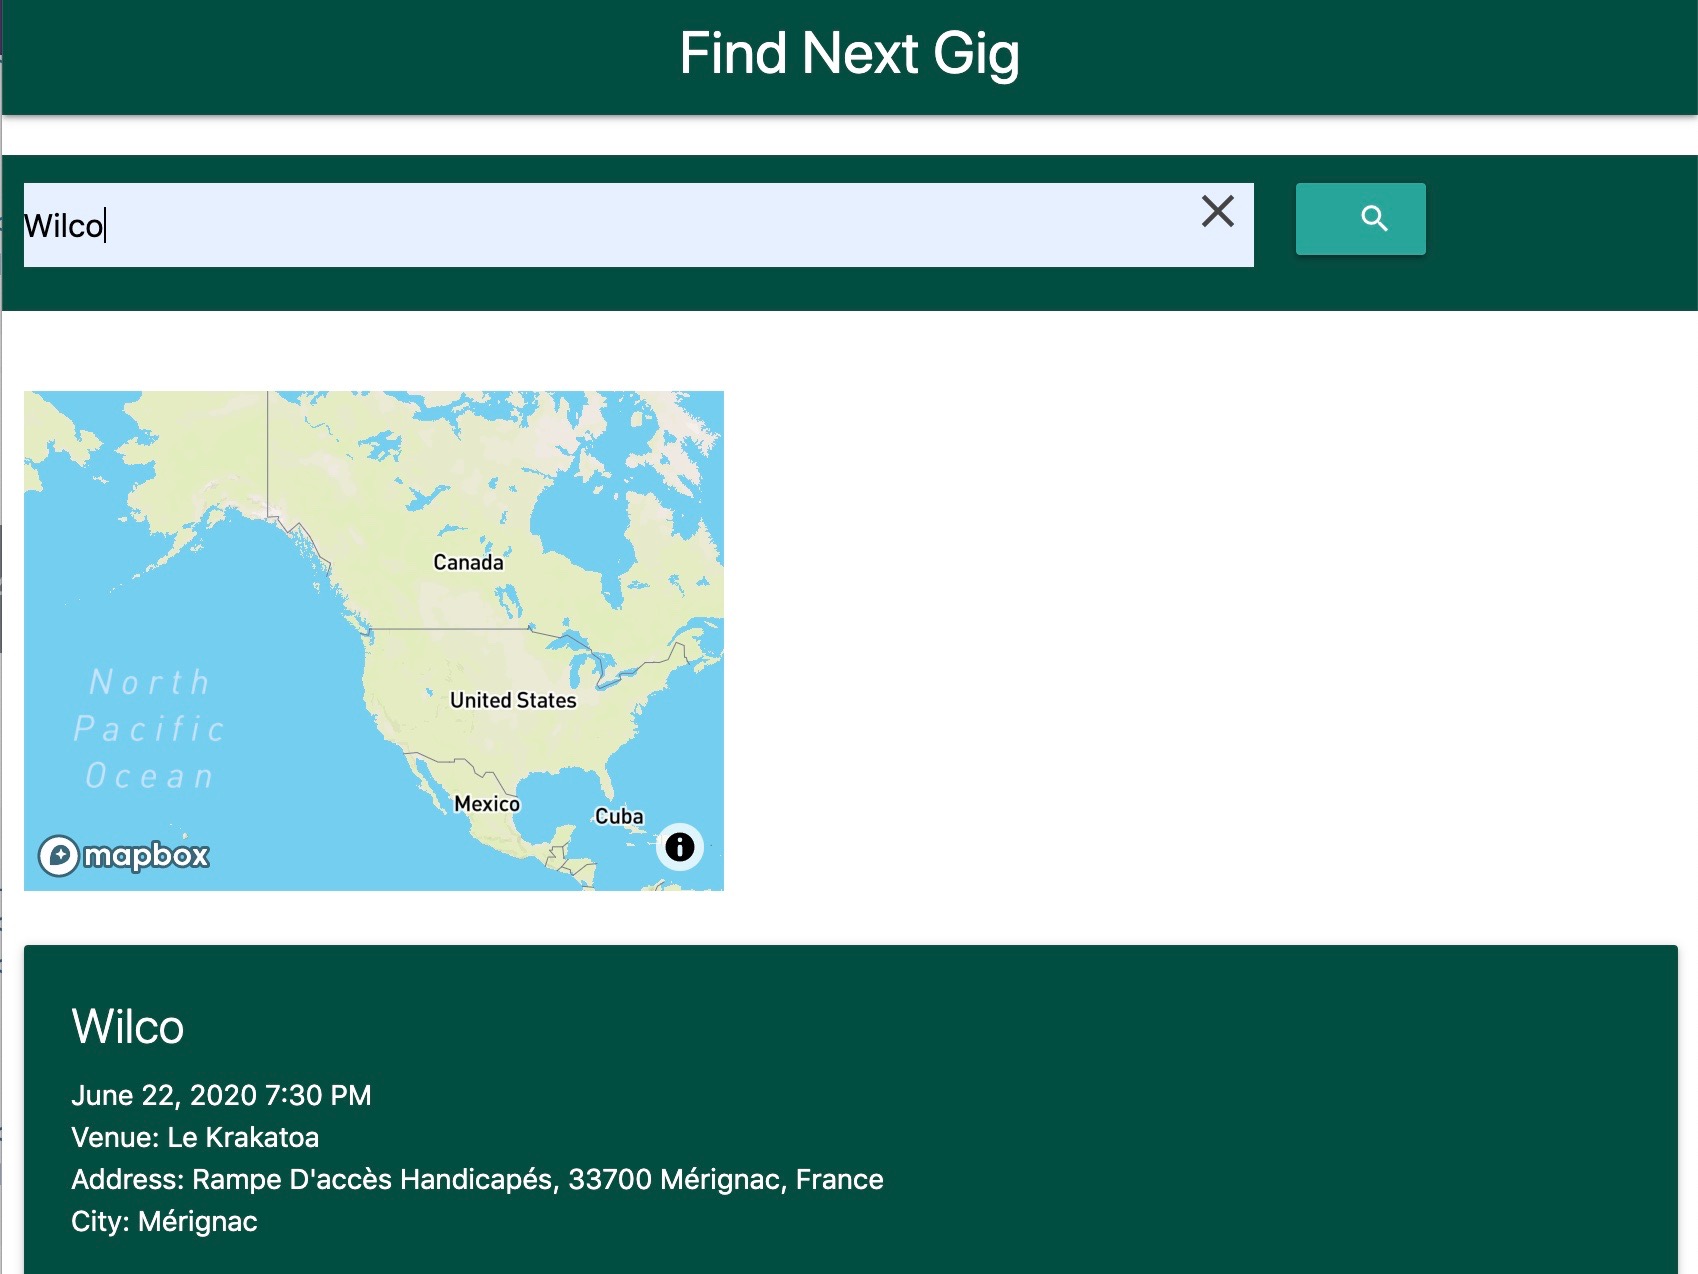 Find Next Gig
Wilco
Canada
United States
North
Pacific
Ocean
Mexico
Cuba
mapbox
Wilco
June 22, 2020 7:30 PM
Venue: Le Krakatoa
Address: Rampe D'accès Handicapés, 33700 Mérignac, France
City: Mérignac